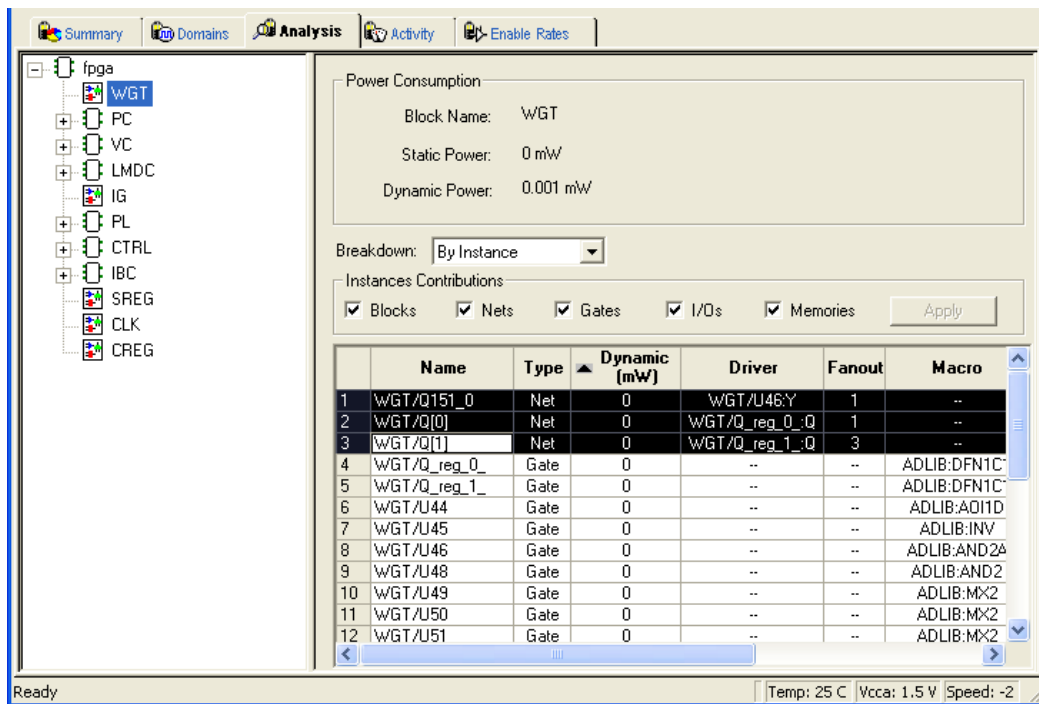 Summary Domains Analysis Activity Enable Rates
fpga
WGT
PC
VC
LMDC
IG
PL
CTRL
IBC
SREG
CLK
CREG
Power Consumption
Block Name: WGT
Static Power: 0 mW
Dynamic Power: 0.001 mW
Breakdown: By Instance
Instances Contributions
Blocks Nets Gates I/Os Memories Apply
Name Type Dynamic (mW) Driver Fanout Macro
1 WGT/Q151_0 Net 0 WGT/U46:Y 1 --
2 WGT/Q[0] Net 0 WGT/Q_reg_0_:Q 1 --
3 WGT/Q[1] Net 0 WGT/Q_reg_1_:Q 3 --
4 WGT/Q_reg_0_ Gate 0 -- -- ADLIB:DFN1C
5 WGT/Q_reg_1_ Gate 0 -- -- ADLIB:DFN1C
6 WGT/U44 Gate 0 -- -- ADLIB:AOI1D
7 WGT/U45 Gate 0 -- -- ADLIB:INV
8 WGT/U46 Gate 0 -- -- ADLIB:AND2A
9 WGT/U48 Gate 0 -- -- ADLIB:AND2
10 WGT/U49 Gate 0 -- -- ADLIB:MX2
11 WGT/U50 Gate 0 -- -- ADLIB:MX2
12 WGT/U51 Gate 0 -- -- ADLIB:MX2
Ready Temp: 25 C Vcca: 1.5 V Speed: -2